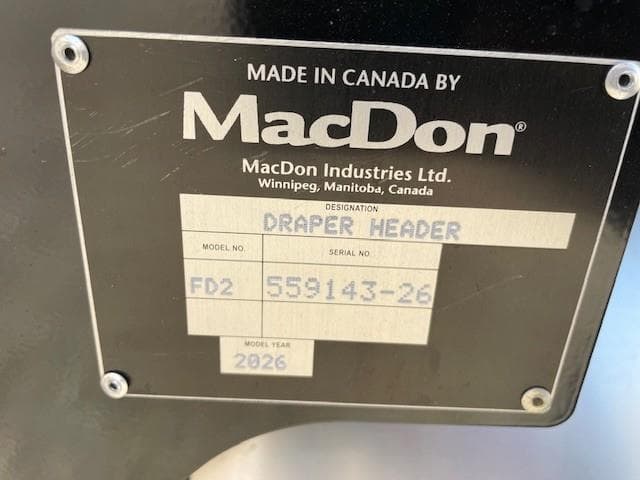 MADE IN CANADA BY
MacDon®
MacDon Industries Ltd.
Winnipeg, Manitoba, Canada
DESIGNATION
DRAPER HEADER
MODEL NO. SERIAL NO.
FD2 559143-26
MODEL YEAR
2026